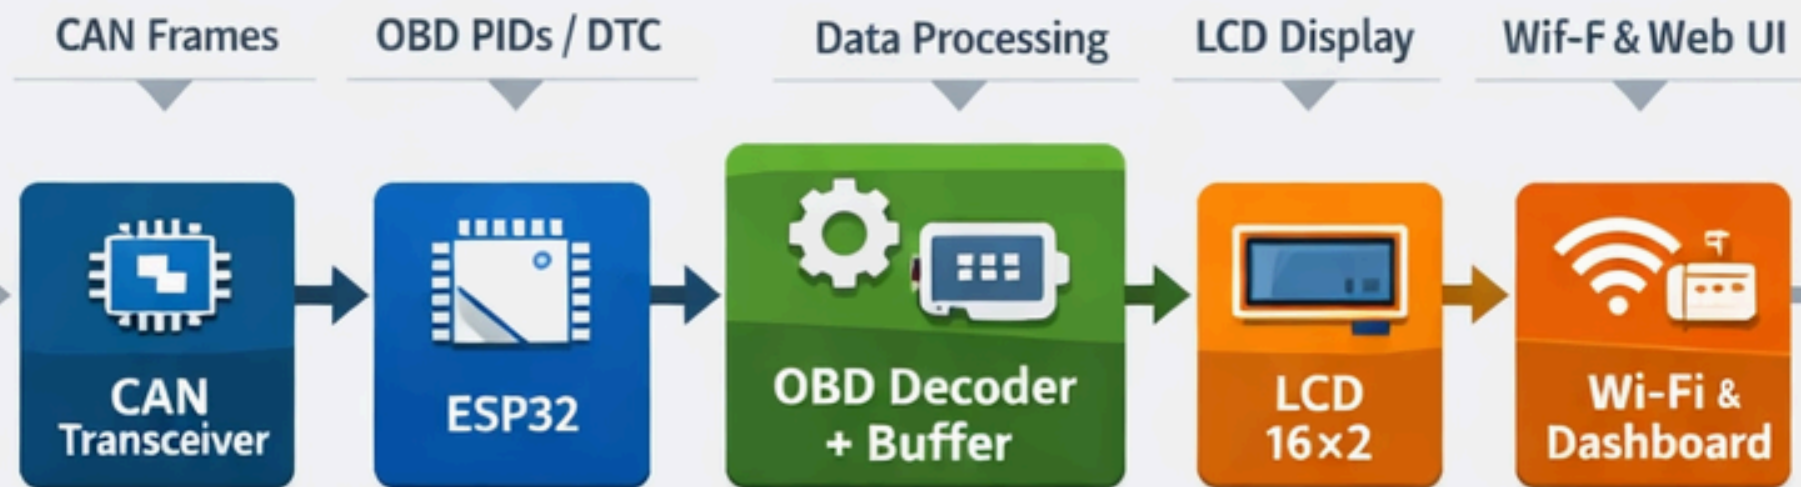 CAN Frames
OBD PIDs / DTC
Data Processing
LCD Display
Wif-F & Web UI
CAN
Transceiver
ESP32
OBD Decoder
+ Buffer
LCD
16×2
Wi-Fi &
Dashboard